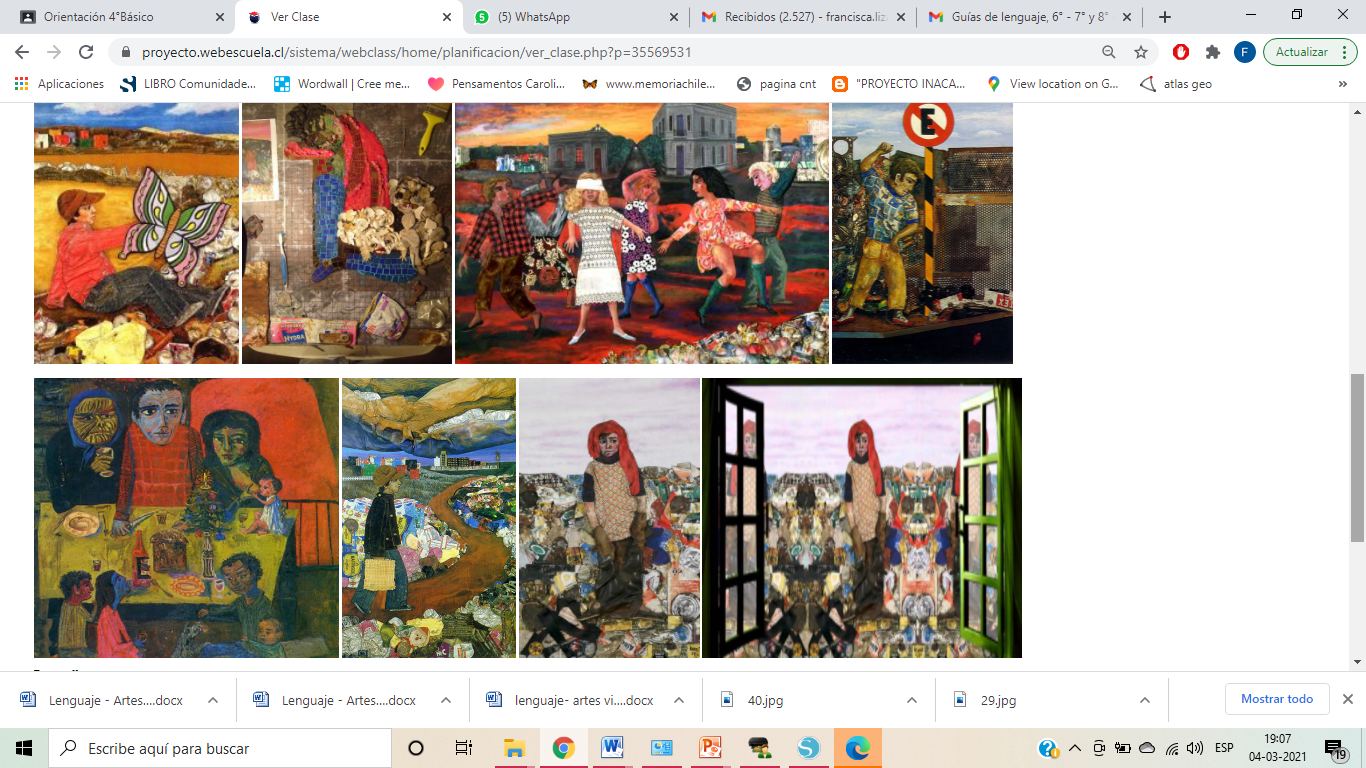 Orientación 4°Básico
Ver Clase
(5) WhatsApp
Recibidos (2.527) - francisca.liz
Guías de lenguaje, 6° - 7° y 8°
proyecto.webescuela.cl/sistema/webclass/home/planificacion/ver_clase.php?p=35569531
F
Actualizar
Aplicaciones
LIBRO Comunidade...
Wordwall | Cree me...
Pensamentos Caroli...
www.memoriachile...
pagina cnt
"PROYECTO INACA...
View location on G...
atlas geo
E
HYDRA
Lenguaje - Artes....docx
Lenguaje - Artes....docx
lenguaje- artes vi....docx
40.jpg
29.jpg
Mostrar todo
Escribe aquí para buscar
ESP
19:07
04-03-2021
19